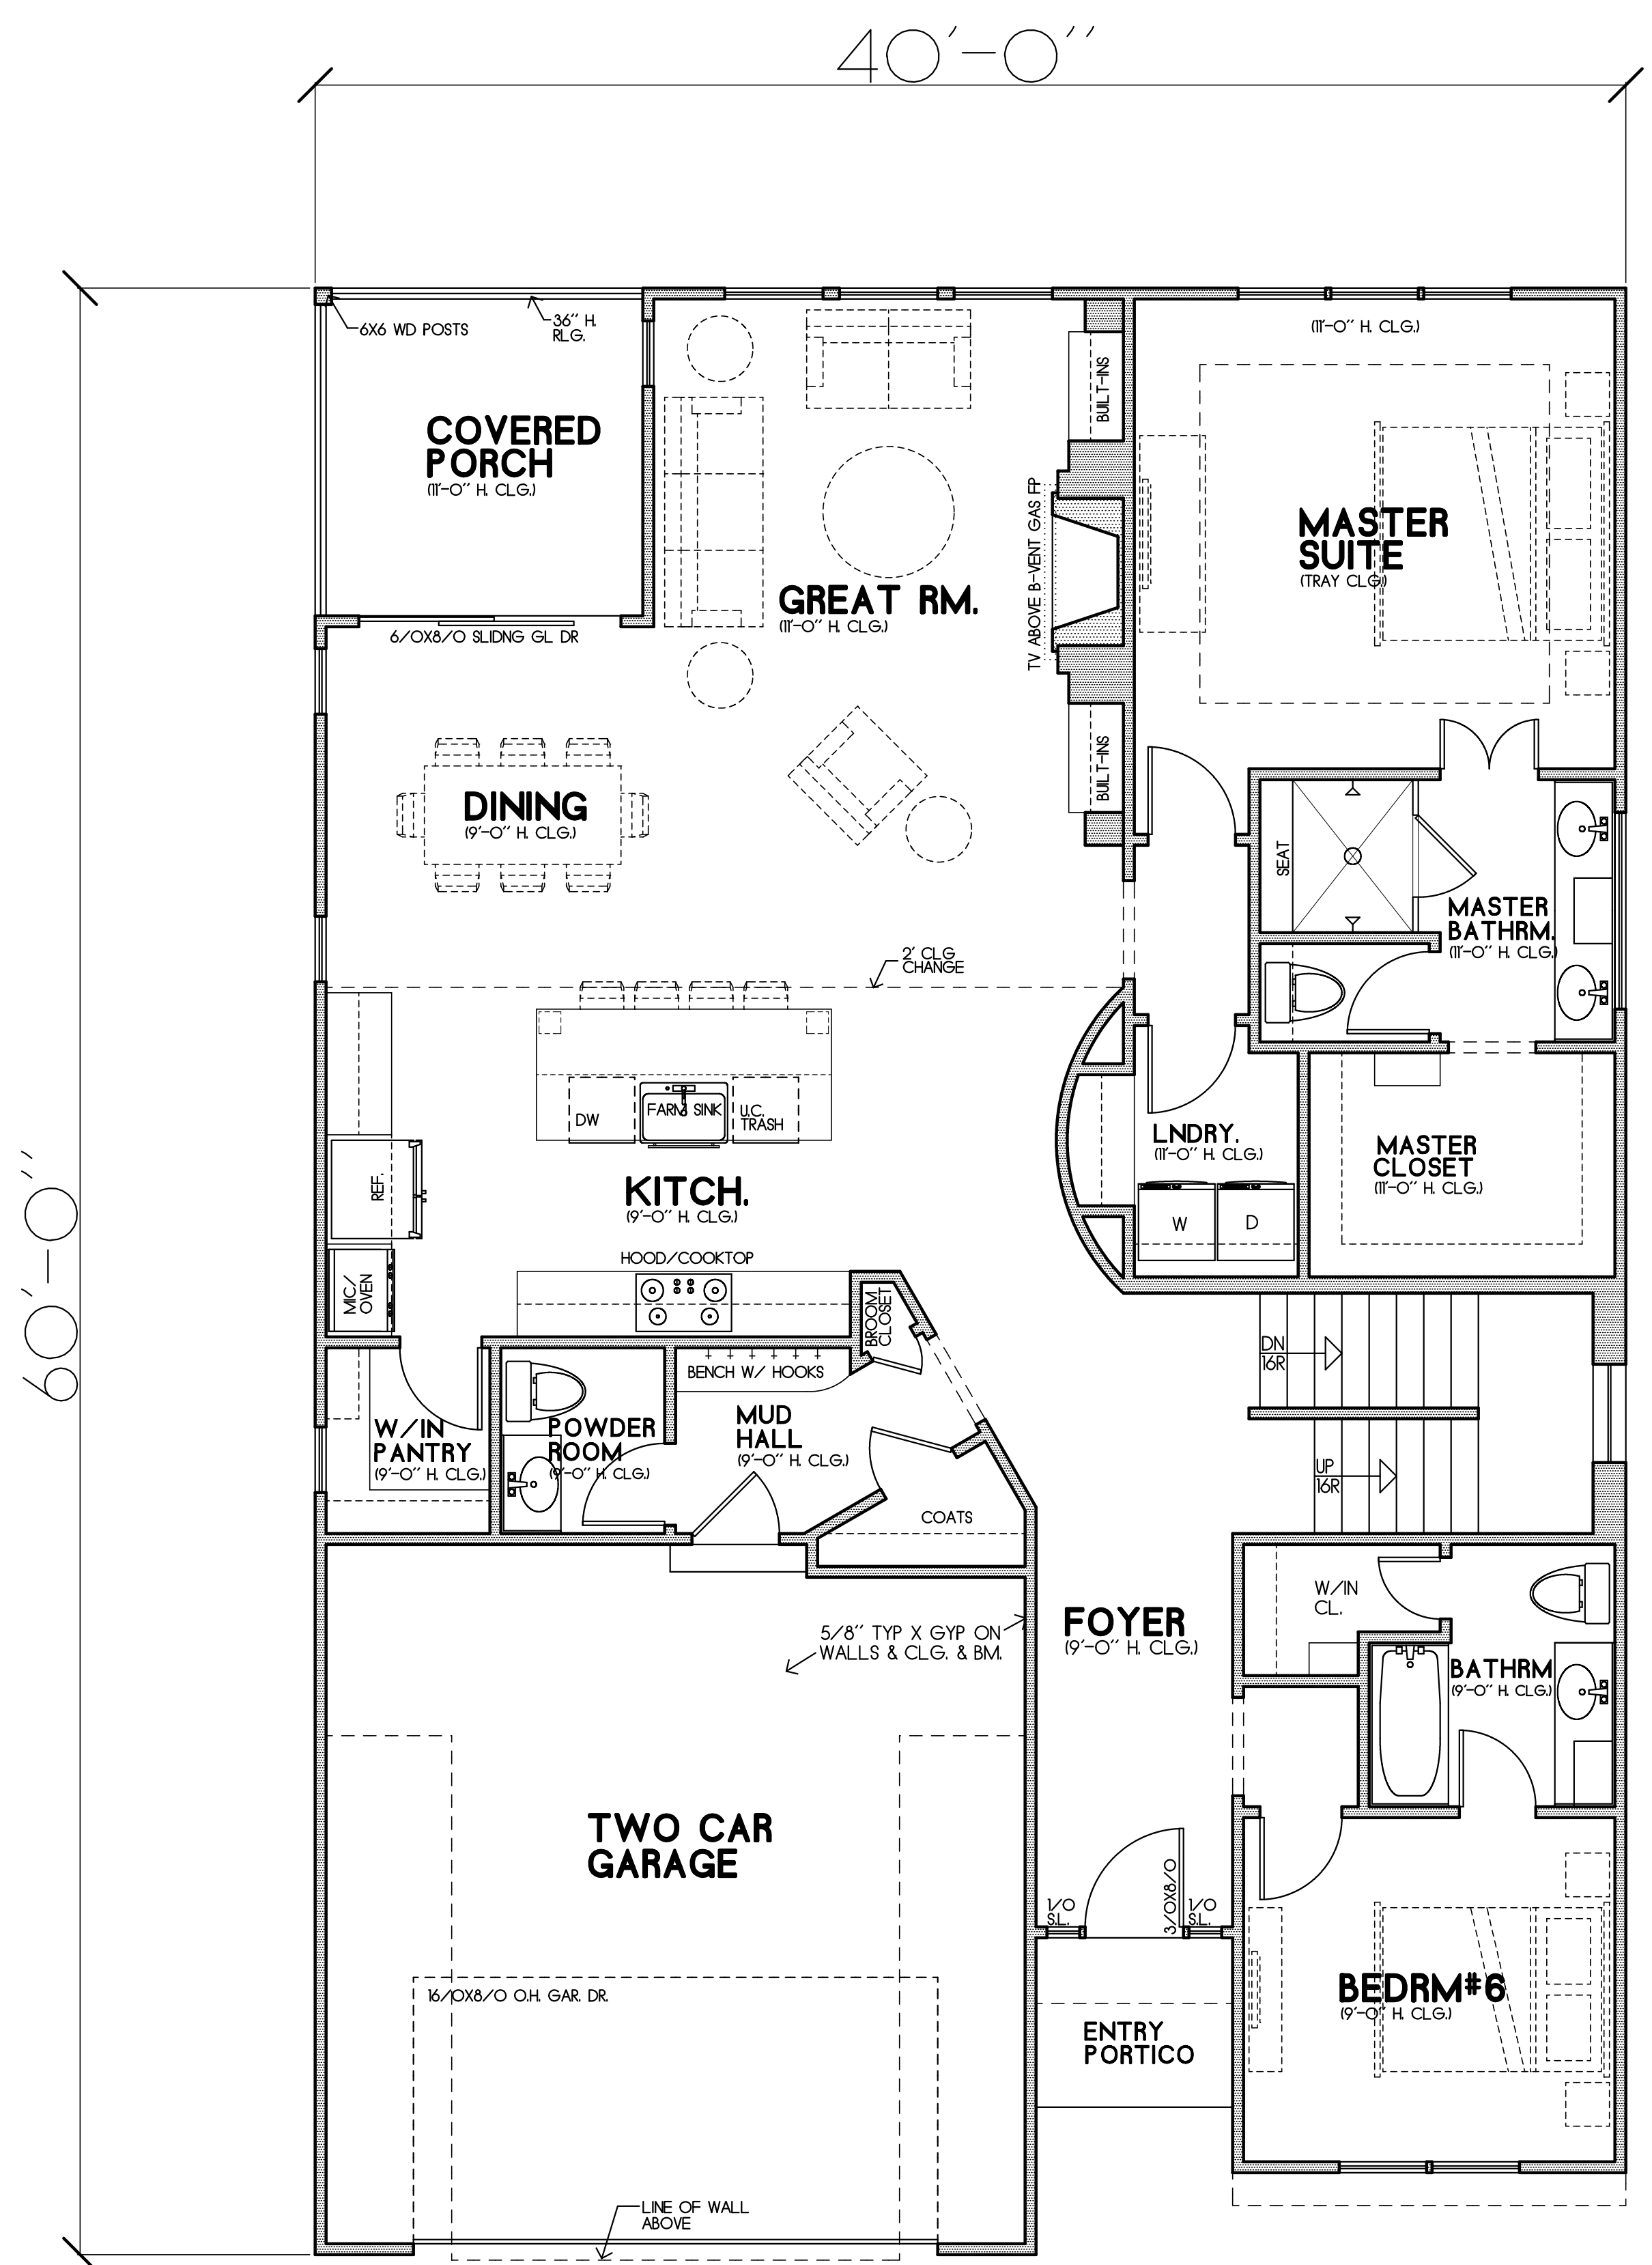 40'-0"
60'-0"
6X6 WD POSTS
36" H.
RLG.
COVERED
PORCH
(11'-0" H. CLG.)
6/0X8/0 SLIDNG GL DR
GREAT RM.
(11'-0" H. CLG.)
BUILT-INS
TV ABOVE B-VENT GAS FP
BUILT-INS
(11'-0" H. CLG.)
MASTER
SUITE
(TRAY CLG.)
DINING
(9'-0" H. CLG.)
2' CLG
CHANGE
SEAT
MASTER
BATHRM.
(11'-0" H. CLG.)
DW
FARM SINK
U.C.
TRASH
REF.
KITCH.
(9'-0" H. CLG.)
HOOD/COOKTOP
MIC./
OVEN
LNDRY.
(11'-0" H. CLG.)
W
D
MASTER
CLOSET
(11'-0" H. CLG.)
BROOM
CLOSET
DN
16R
UP
16R
BENCH W/ HOOKS
W/IN
PANTRY
(9'-0" H. CLG.)
POWDER
ROOM
(9'-0" H. CLG.)
MUD
HALL
(9'-0" H. CLG.)
COATS
5/8" TYP X GYP ON
WALLS & CLG. & BM.
FOYER
(9'-0" H. CLG.)
W/IN
CL.
BATHRM
(9'-0" H. CLG.)
TWO CAR
GARAGE
1/0
S.L.
3/0X8/0
1/0
S.L.
16/0X8/0 O.H. GAR. DR.
ENTRY
PORTICO
BEDRM#6
(9'-0" H. CLG.)
LINE OF WALL
ABOVE